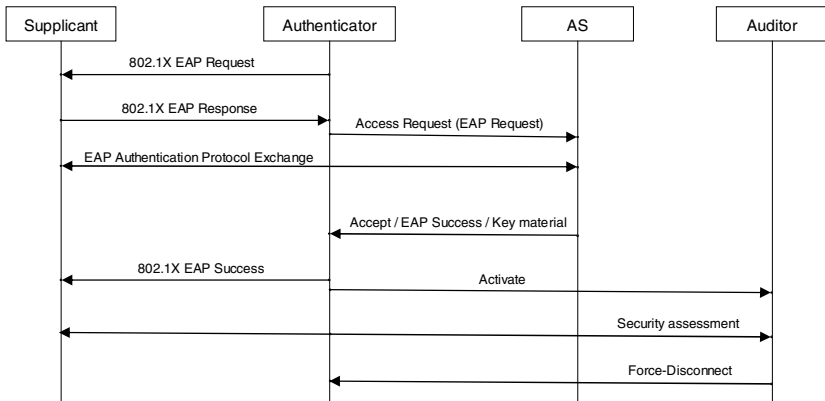 Supplicant
Authenticator
AS
Auditor
802.1X EAP Request
802.1X EAP Response
Access Request (EAP Request)
EAP Authentication Protocol Exchange
Accept / EAP Success / Key material
802.1X EAP Success
Activate
Security assessment
Force-Disconnect